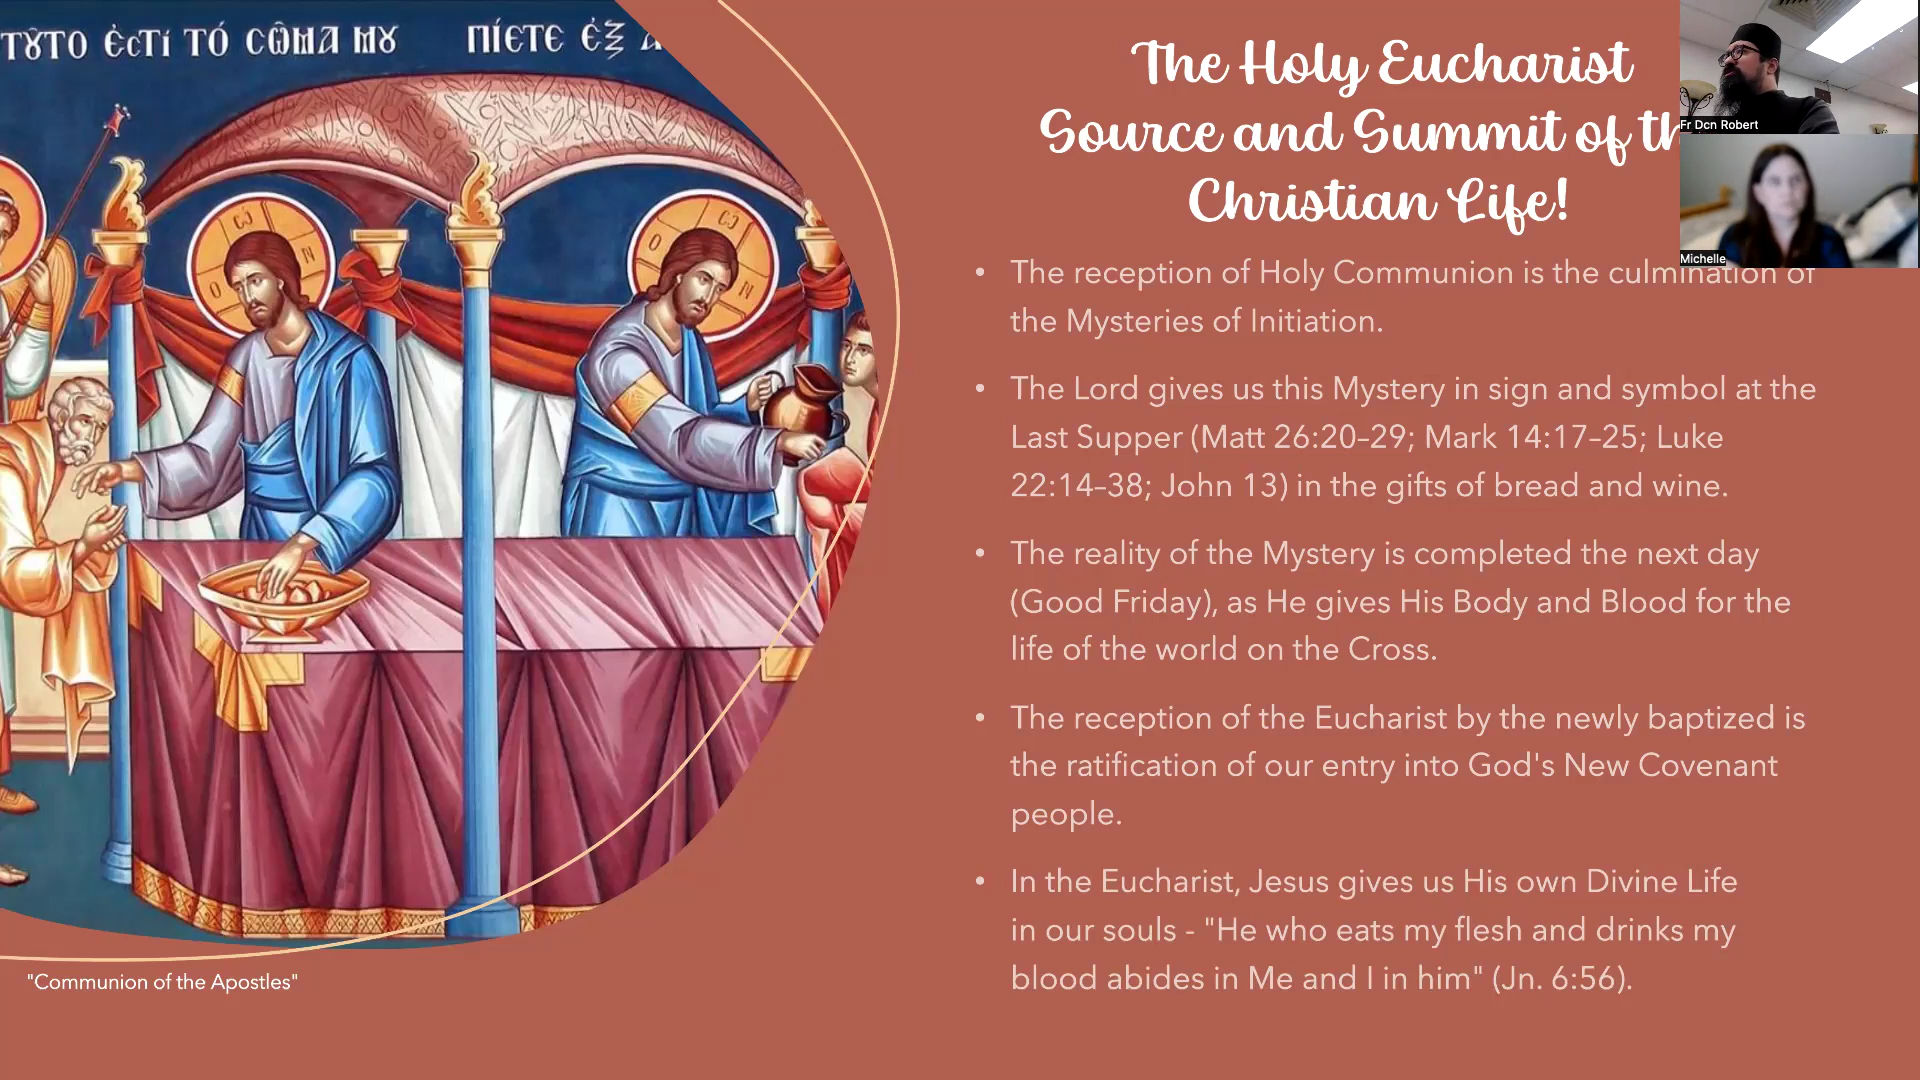 ΤΟΥΤΟ ἐcτί τό cῶμα μου πίετε ἐξ
The Holy Eucharist
Source and Summit of
Christian Life!
Fr Dcn Robert
Michelle
• The reception of Holy Communion is the culmination of
the Mysteries of Initiation.
• The Lord gives us this Mystery in sign and symbol at the
Last Supper (Matt 26:20–29; Mark 14:17–25; Luke
22:14–38; John 13) in the gifts of bread and wine.
• The reality of the Mystery is completed the next day
(Good Friday), as He gives His Body and Blood for the
life of the world on the Cross.
• The reception of the Eucharist by the newly baptized is
the ratification of our entry into God's New Covenant
people.
• In the Eucharist, Jesus gives us His own Divine Life
in our souls - "He who eats my flesh and drinks my
blood abides in Me and I in him" (Jn. 6:56).
"Communion of the Apostles"